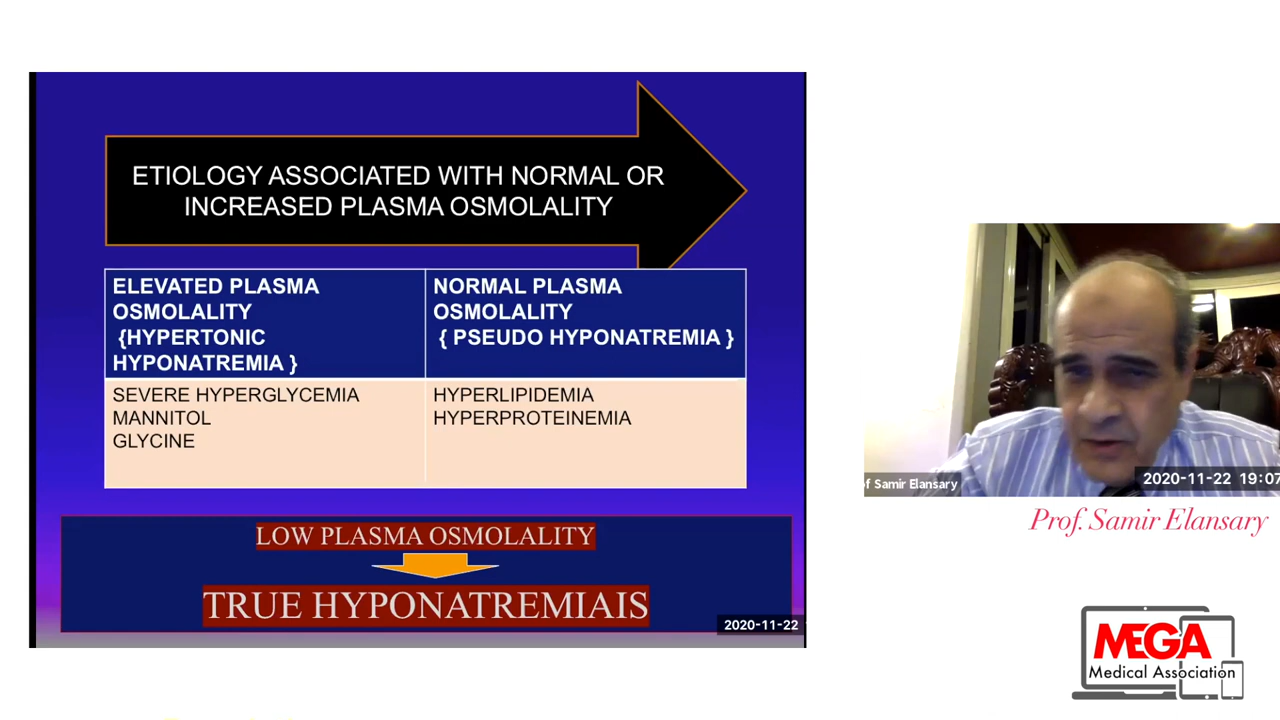 ETIOLOGY ASSOCIATED WITH NORMAL OR
INCREASED PLASMA OSMOLALITY
ELEVATED PLASMA
OSMOLALITY
{HYPERTONIC
HYPONATREMIA }
NORMAL PLASMA
OSMOLALITY
{ PSEUDO HYPONATREMIA }
SEVERE HYPERGLYCEMIA
MANNITOL
GLYCINE
HYPERLIPIDEMIA
HYPERPROTEINEMIA
LOW PLASMA OSMOLALITY
TRUE HYPONATREMIAIS
2020-11-22
f Samir Elansary
2020-11-22 19:07
Prof. Samir Elansary
MEGA
Medical Association